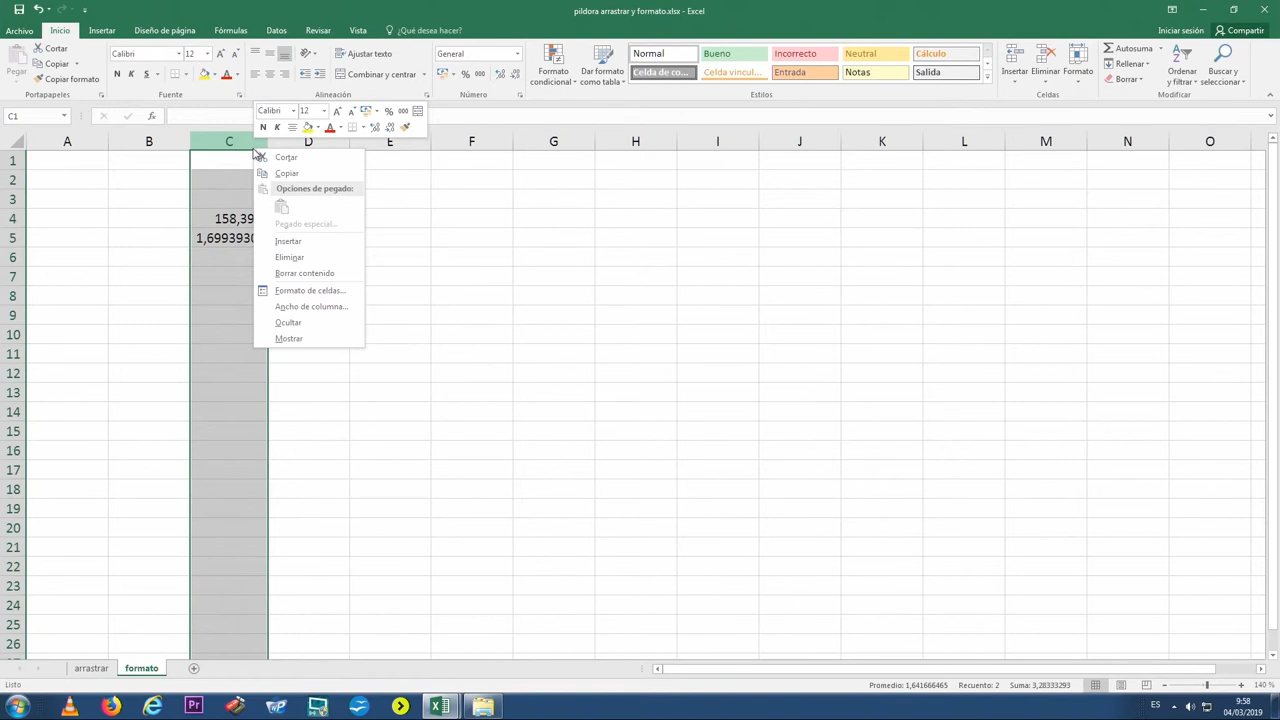 pildora arrastrar y formato.xlsx - Excel
Archivo Inicio Insertar Diseño de página Fórmulas Datos Revisar Vista ¿Qué desea hacer? Iniciar sesión Compartir
Pegar
Cortar
Copiar
Copiar formato
Portapapeles
Calibri 12
N K S
Fuente
Ajustar texto
Combinar y centrar
Alineación
General
% 000
Número
Formato condicional
Dar formato como tabla
Normal Bueno Incorrecto Neutral Cálculo
Celda de co... Celda vincul... Entrada Notas Salida
Estilos
Insertar Eliminar Formato
Celdas
Autosuma
Rellenar
Borrar
Ordenar y filtrar
Buscar y seleccionar
Modificar
C1
fx
Calibri 12 % 000
N K
A B C D E F G H I J K L M N O
1
2
3
4 158,39
5 1,6993930
6
7
8
9
10
11
12
13
14
15
16
17
18
19
20
21
22
23
24
25
26
Cortar
Copiar
Opciones de pegado:
Pegado especial...
Insertar
Eliminar
Borrar contenido
Formato de celdas...
Ancho de columna...
Ocultar
Mostrar
arrastrar formato
Listo Promedio: 1,641666465 Recuento: 2 Suma: 3,28333293 140 %
Pr
ES 9:58
04/03/2019